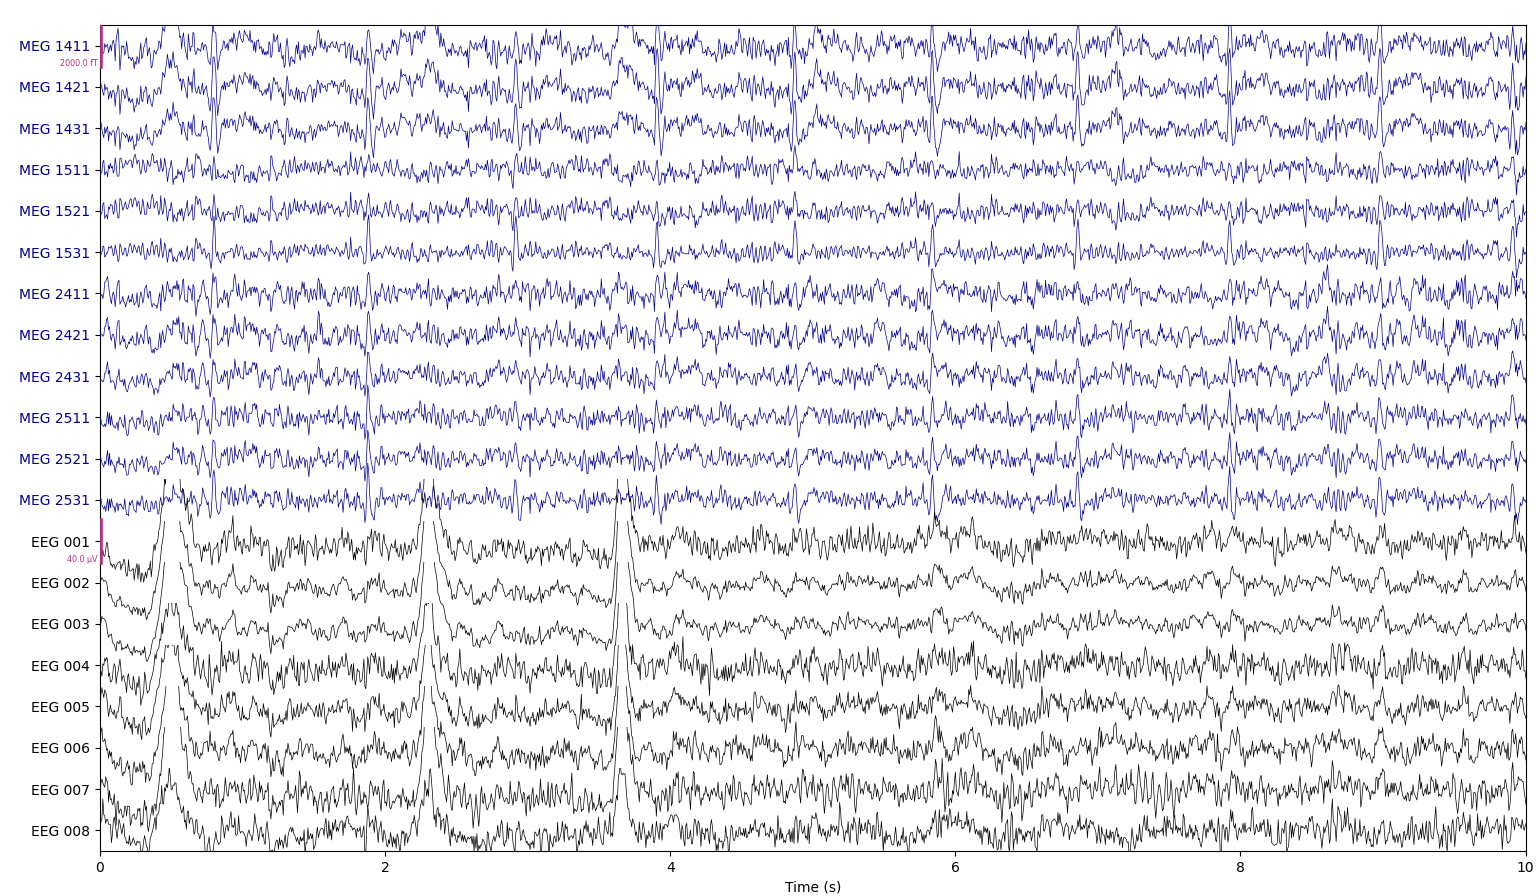 MEG 1411
2000.0 fT
MEG 1421
MEG 1431
MEG 1511
MEG 1521
MEG 1531
MEG 2411
MEG 2421
MEG 2431
MEG 2511
MEG 2521
MEG 2531
EEG 001
40.0 µV
EEG 002
EEG 003
EEG 004
EEG 005
EEG 006
EEG 007
EEG 008
0 2 4 6 8 10
Time (s)